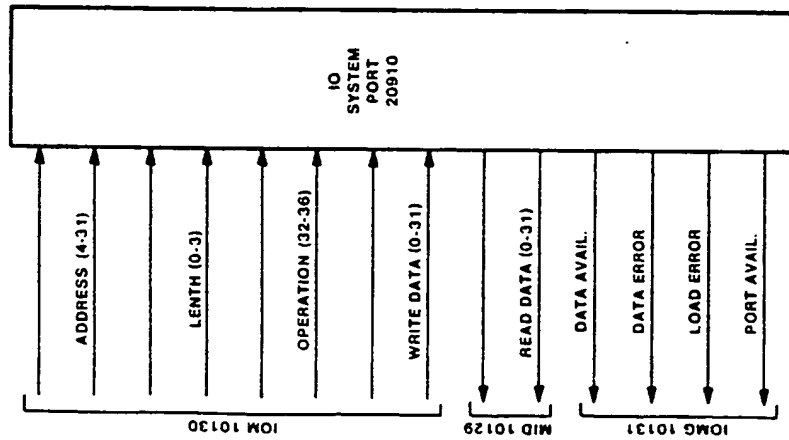 IO
SYSTEM
PORT
20910
ADDRESS (4-31)
LENTH (0-3)
OPERATION (32-36)
WRITE DATA (0-31)
READ DATA (0-31)
DATA AVAIL.
DATA ERROR
LOAD ERROR
PORT AVAIL.
IOM 10130
MID 10129
IOMG 10131